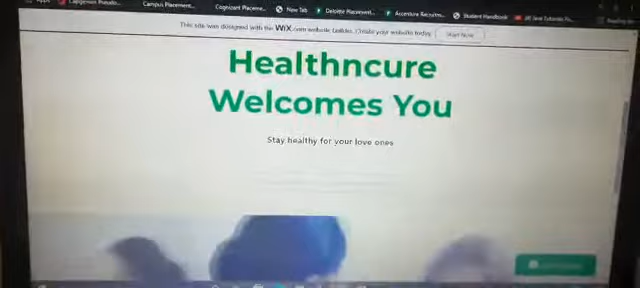 Campus Placement...
Cognizant Placeme...
New Tab
Deloitte Placement...
Accenture Recruitm...
Student Handbook
This site was designed with the WiX.com website builder. Create your website today.
Start Now
Healthncure
Welcomes You
Stay healthy for your love ones